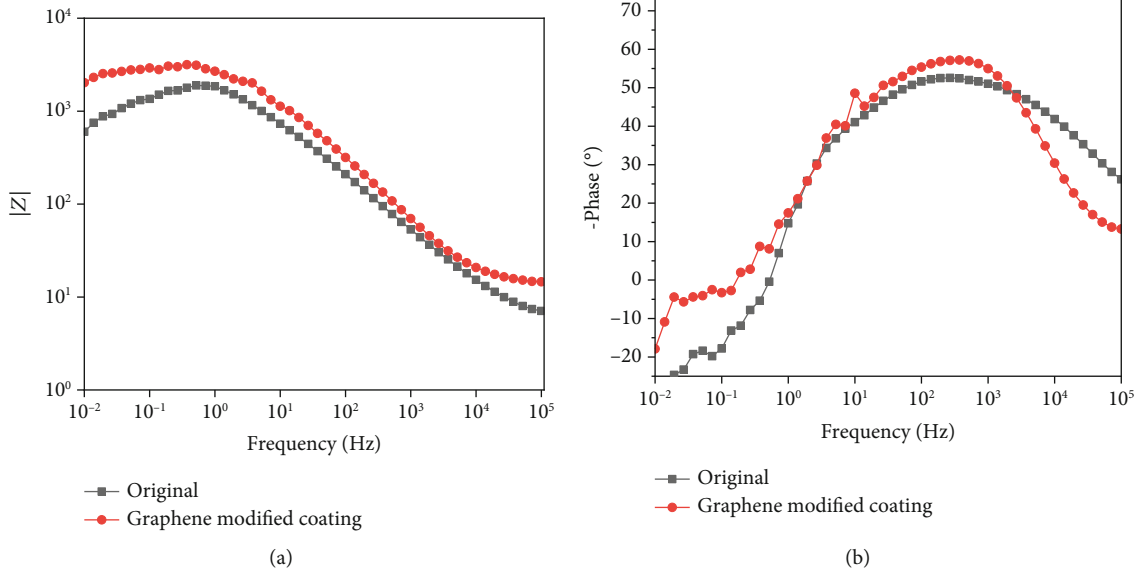 10⁴
10³
10²
10¹
10⁰
|Z|
10⁻² 10⁻¹ 10⁰ 10¹ 10² 10³ 10⁴ 10⁵
Frequency (Hz)
Original
Graphene modified coating
(a)
70
60
50
40
30
20
10
0
−10
−20
-Phase (°)
10⁻² 10⁻¹ 10⁰ 10¹ 10² 10³ 10⁴ 10⁵
Frequency (Hz)
Original
Graphene modified coating
(b)